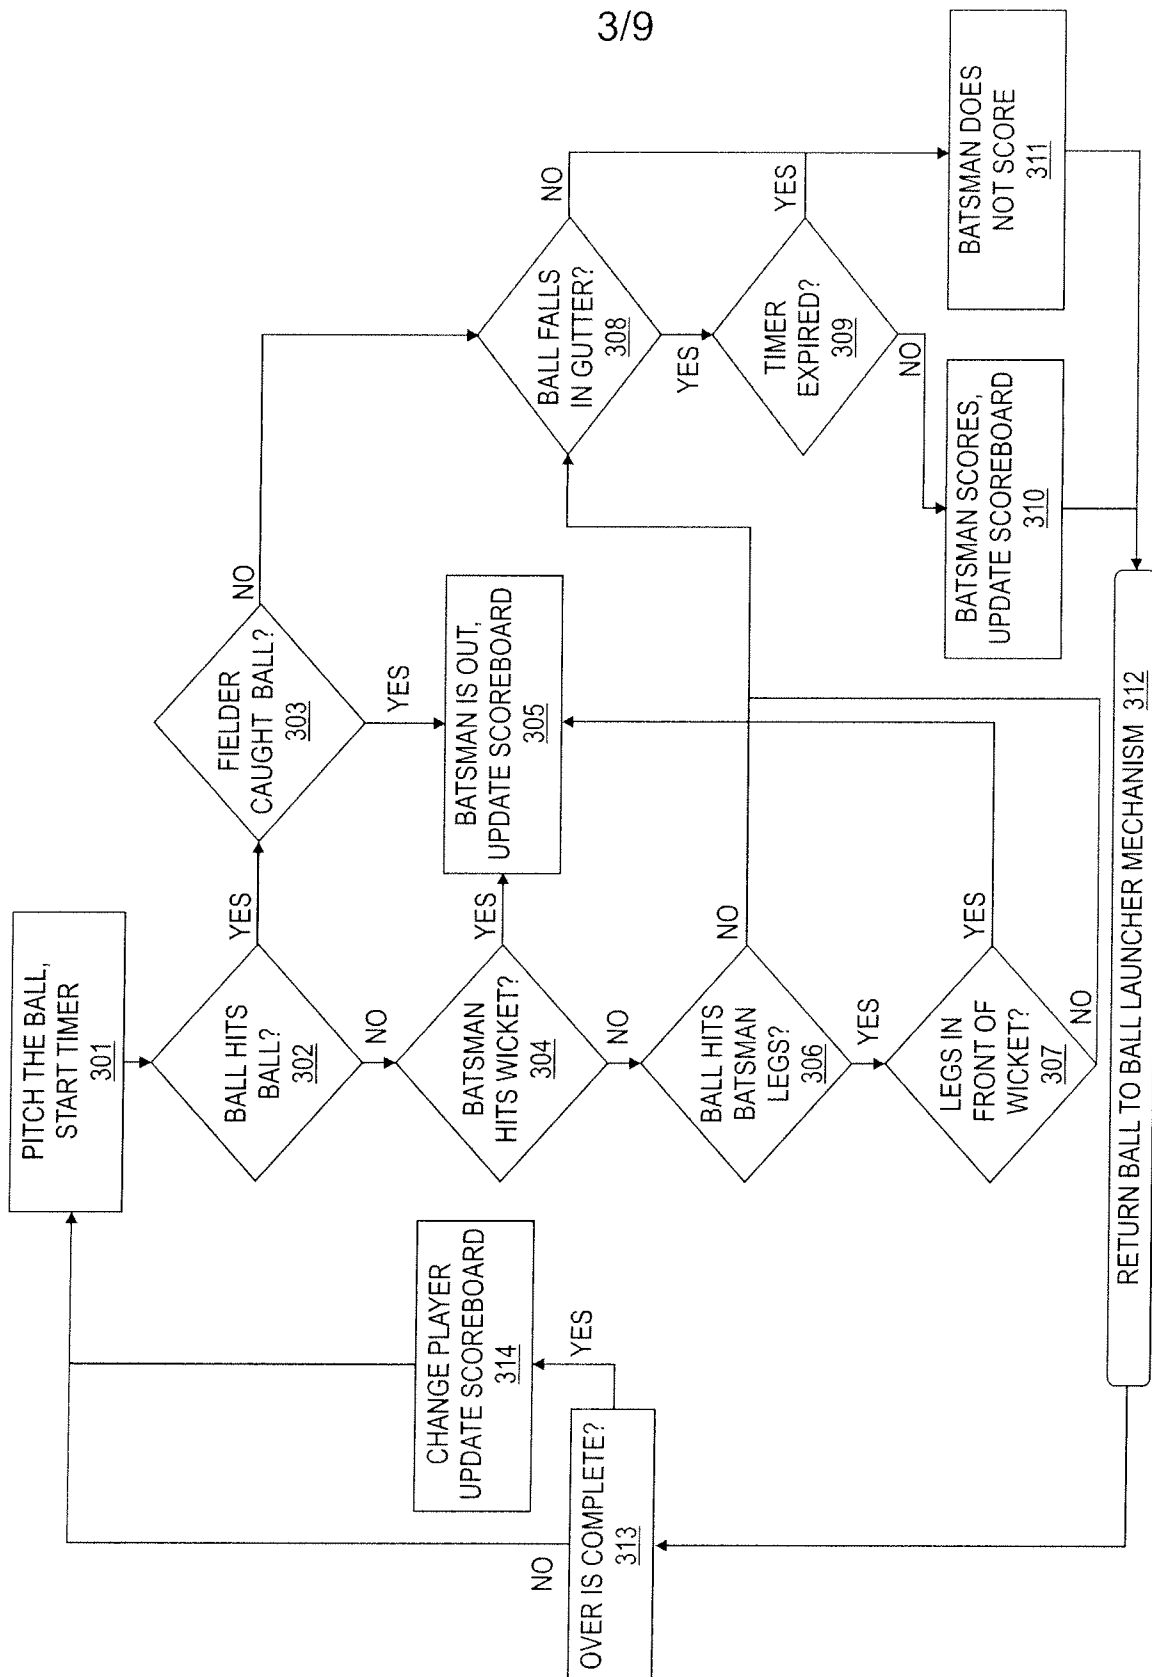 3/9
PITCH THE BALL,
START TIMER
301
BALL HITS
BALL?
302
YES
NO
FIELDER
CAUGHT BALL?
303
NO
YES
BATSMAN
HITS WICKET?
304
YES
NO
BATSMAN IS OUT,
UPDATE SCOREBOARD
305
BALL HITS
BATSMAN
LEGS?
306
NO
YES
LEGS IN
FRONT OF
WICKET?
307
YES
NO
BALL FALLS
IN GUTTER?
308
NO
YES
TIMER
EXPIRED?
309
YES
NO
BATSMAN SCORES,
UPDATE SCOREBOARD
310
BATSMAN DOES
NOT SCORE
311
RETURN BALL TO BALL LAUNCHER MECHANISM 312
OVER IS COMPLETE?
313
NO
YES
CHANGE PLAYER
UPDATE SCOREBOARD
314